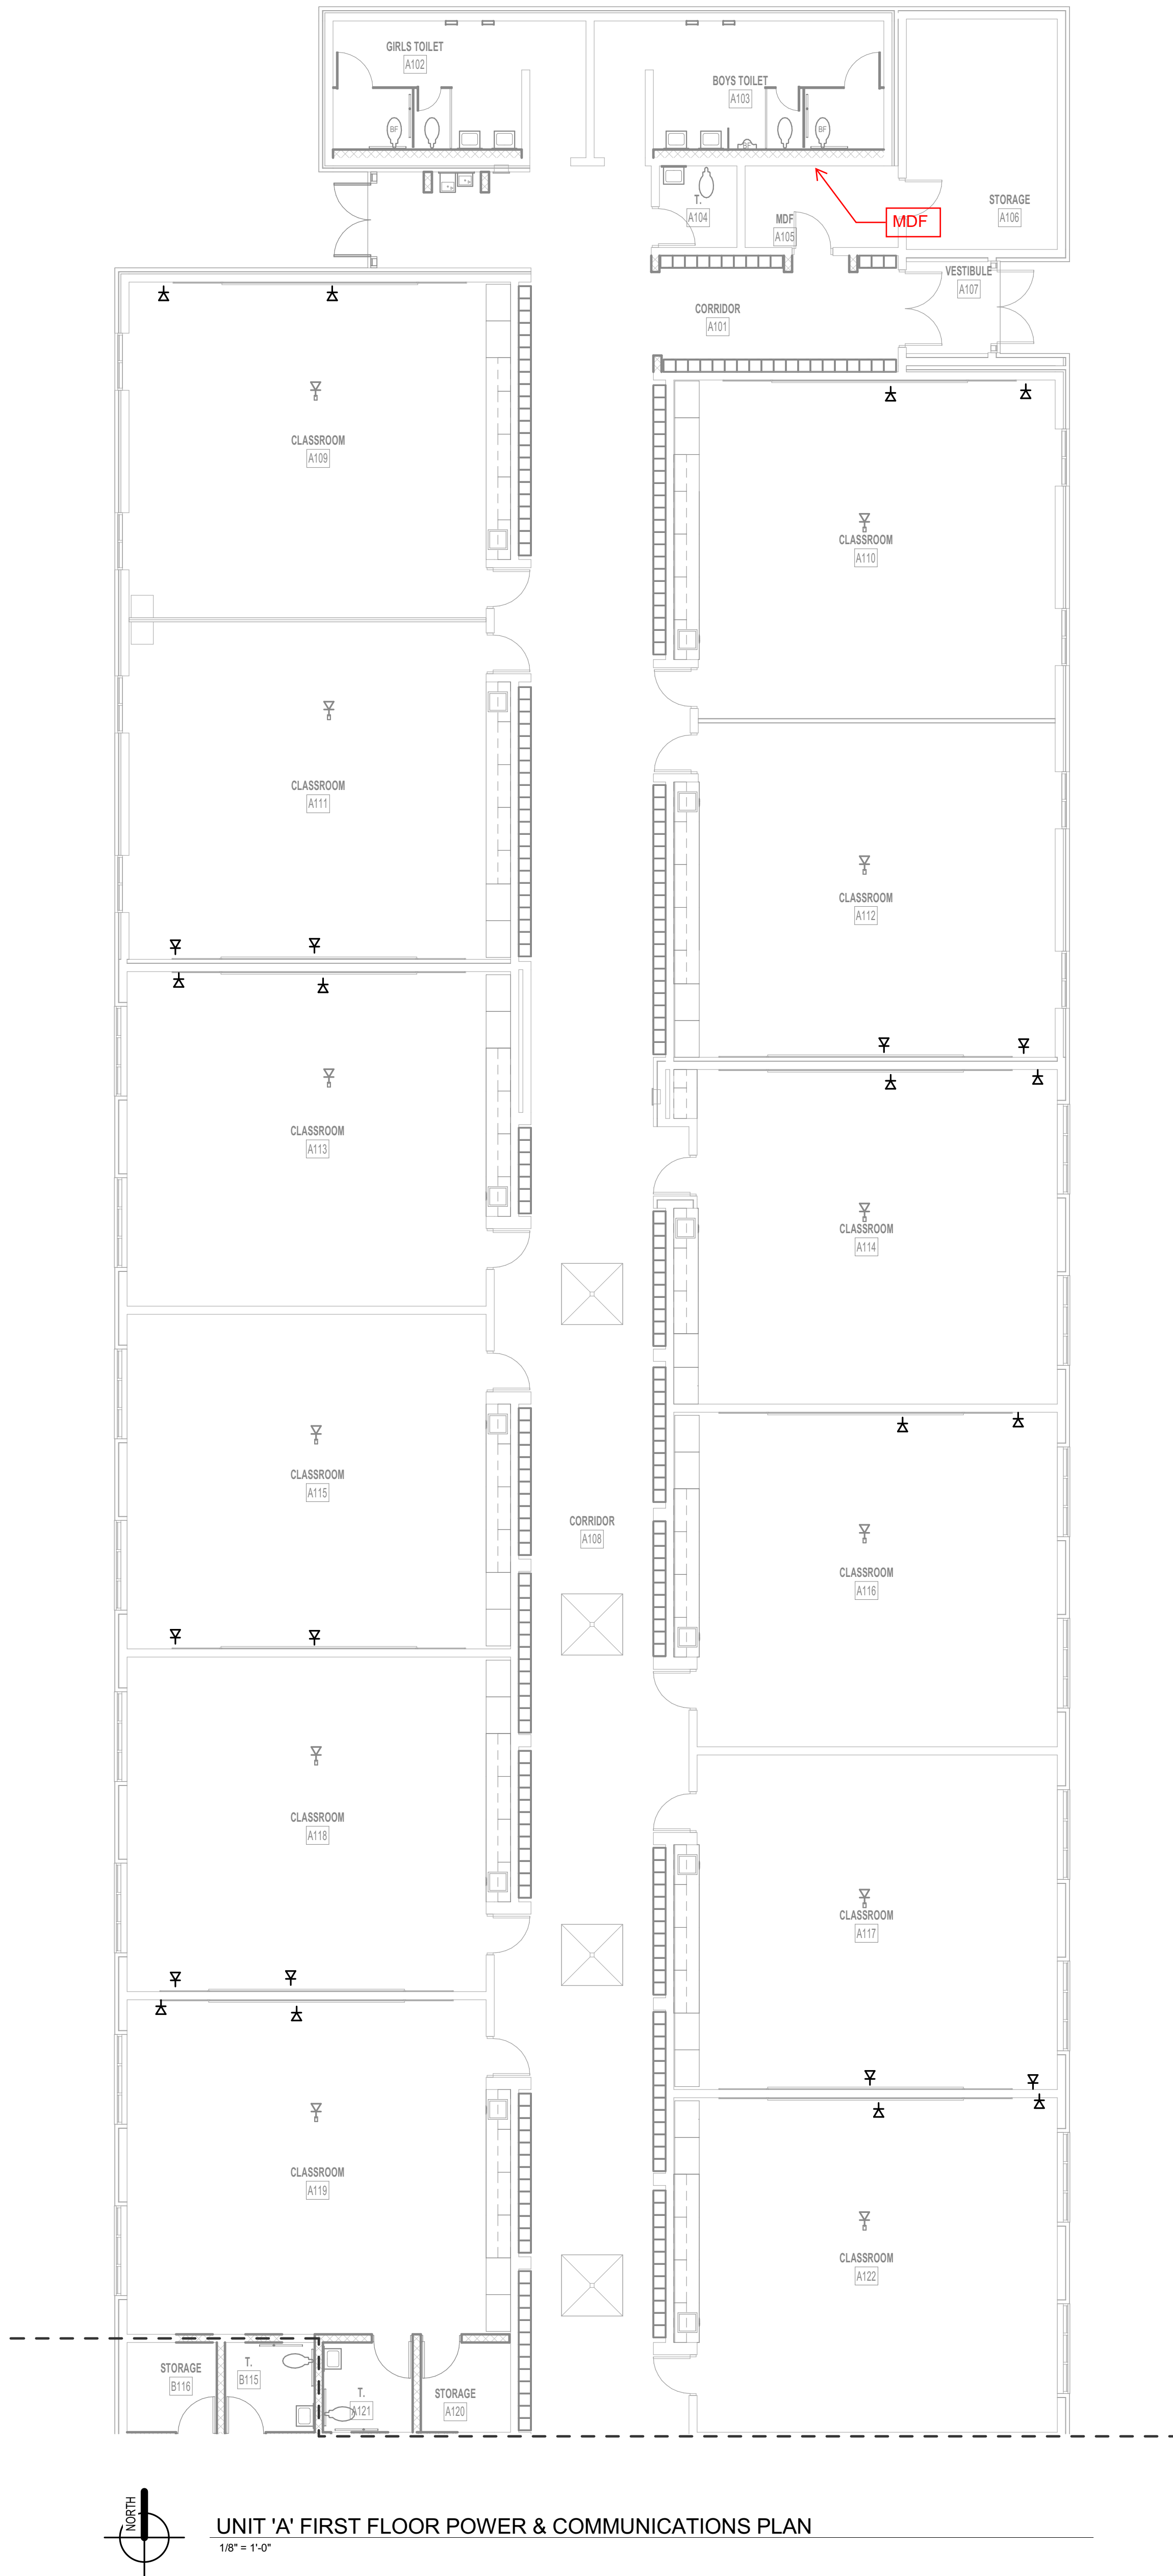 GIRLS TOILET
A102
BOYS TOILET
A103
BF
BF
BF
T.
A104
MDF
A105
MDF
STORAGE
A106
VESTIBULE
A107
CORRIDOR
A101
CLASSROOM
A109
CLASSROOM
A110
CLASSROOM
A111
CLASSROOM
A112
CLASSROOM
A113
CLASSROOM
A114
CLASSROOM
A115
CORRIDOR
A108
CLASSROOM
A116
CLASSROOM
A118
CLASSROOM
A117
CLASSROOM
A119
CLASSROOM
A122
STORAGE
B116
T.
B115
T.
A121
STORAGE
A120
NORTH
UNIT 'A' FIRST FLOOR POWER & COMMUNICATIONS PLAN
1/8" = 1'-0"